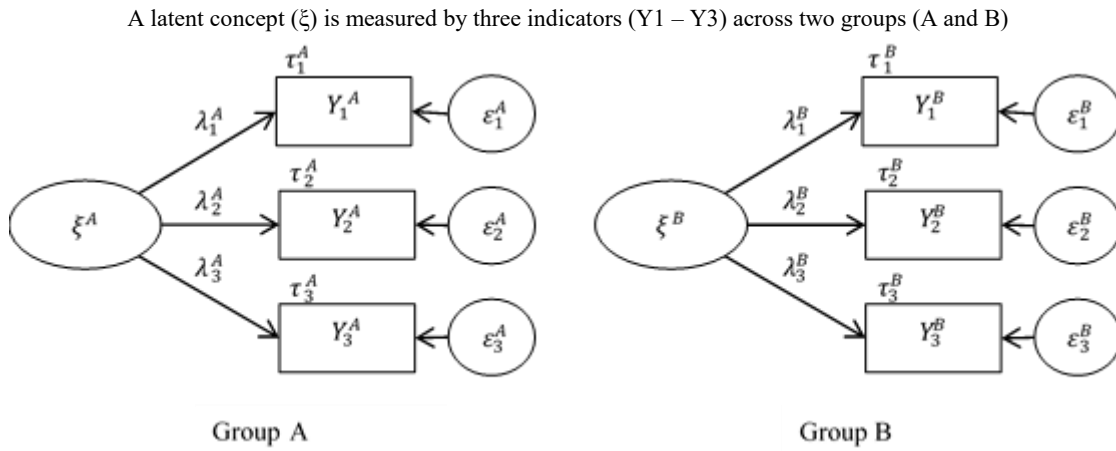 A latent concept (ξ) is measured by three indicators (Y1 – Y3) across two groups (A and B)
τ₁ᴬ
Y₁ᴬ
ε₁ᴬ
λ₁ᴬ
τ₂ᴬ
ξᴬ
λ₂ᴬ
Y₂ᴬ
ε₂ᴬ
λ₃ᴬ
τ₃ᴬ
Y₃ᴬ
ε₃ᴬ
Group A
τ₁ᴮ
Y₁ᴮ
ε₁ᴮ
λ₁ᴮ
τ₂ᴮ
ξᴮ
λ₂ᴮ
Y₂ᴮ
ε₂ᴮ
λ₃ᴮ
τ₃ᴮ
Y₃ᴮ
ε₃ᴮ
Group B